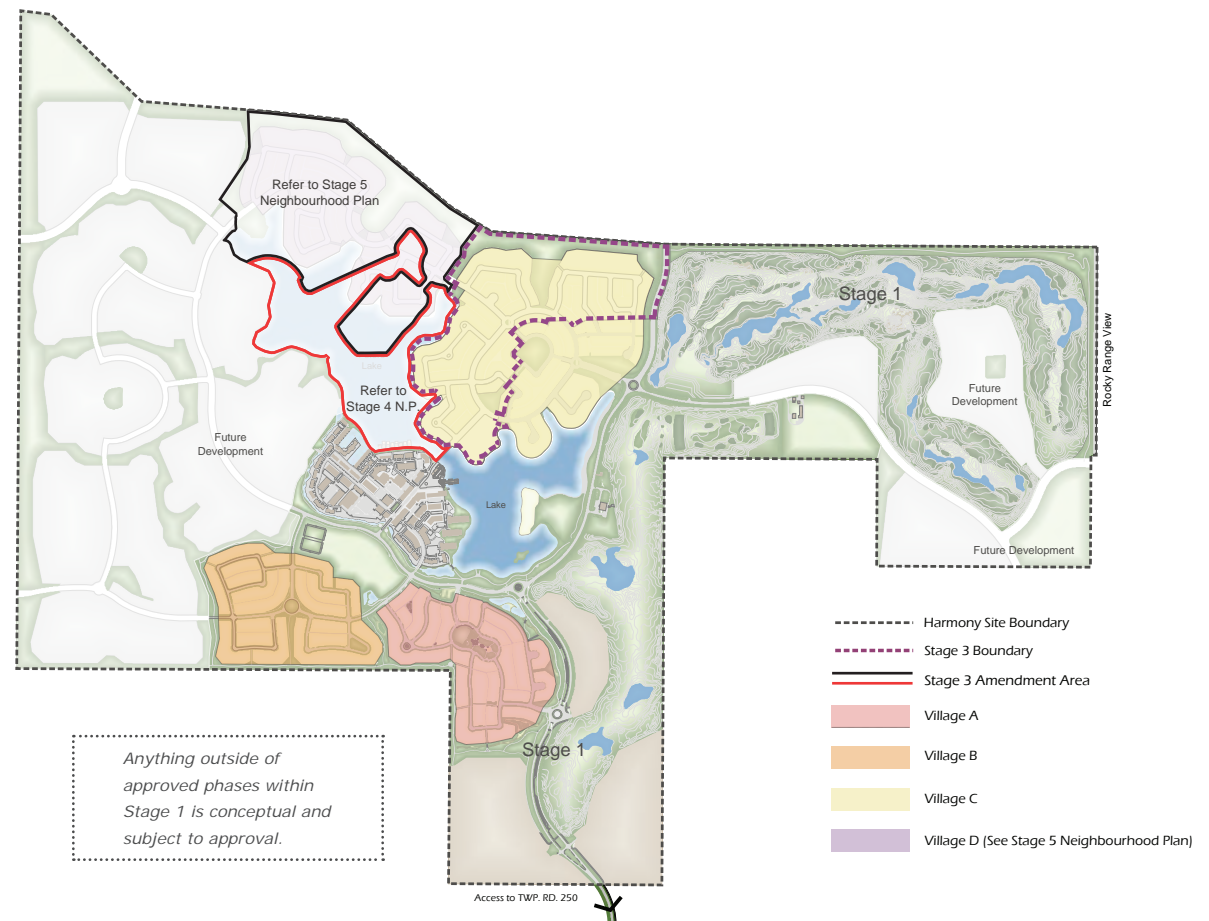 Refer to Stage 5
Neighbourhood Plan
Stage 1
Rocky Range View
Lake
Refer to
Stage 4 N.P.
Future
Development
Future
Development
Lake
Future Development
Harmony Site Boundary
Stage 3 Boundary
Stage 3 Amendment Area
Village A
Village B
Village C
Village D (See Stage 5 Neighbourhood Plan)
Stage 1
Anything outside of
approved phases within
Stage 1 is conceptual and
subject to approval.
Access to TWP. RD. 250